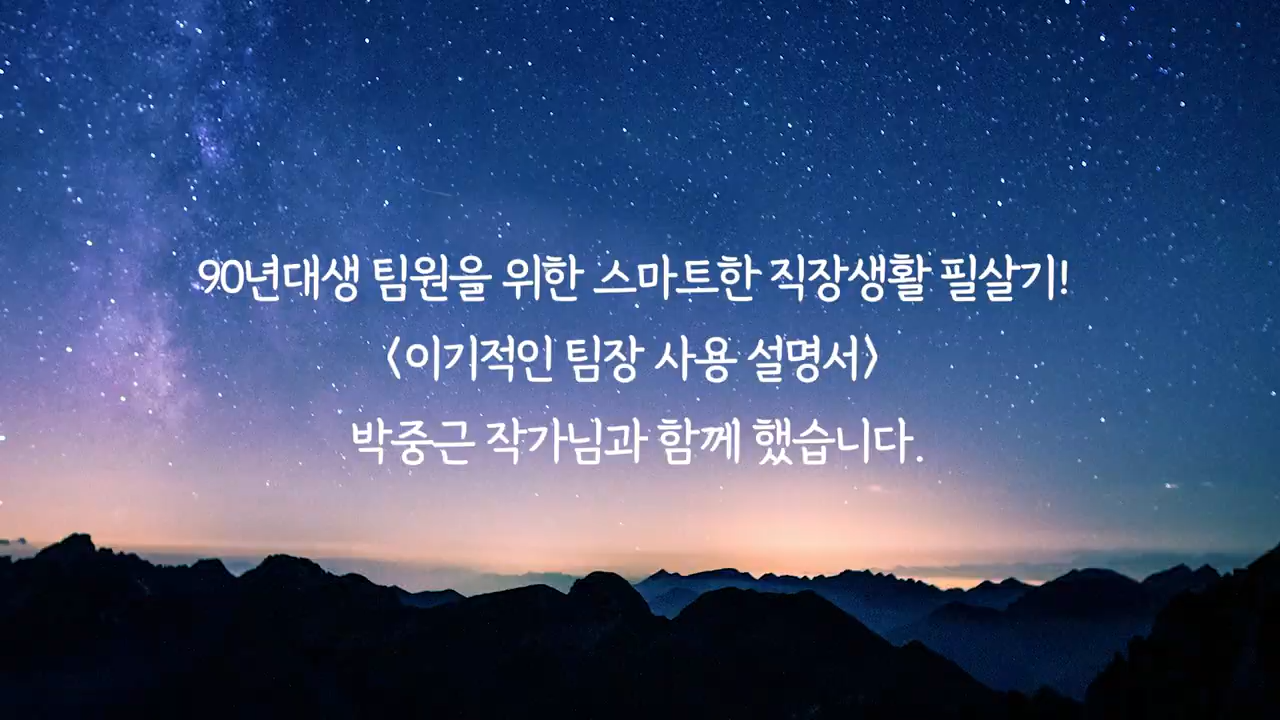 90년대생 팀원을 위한 스마트한 직장생활 필살기!
<이기적인 팀장 사용 설명서>
박중근 작가님과 함께 했습니다.